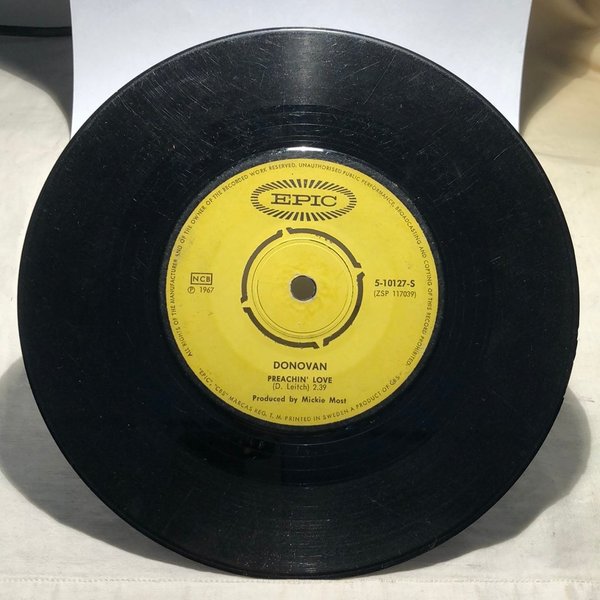 ALL RIGHTS OF THE MANUFACTURER AND OF THE OWNER OF THE RECORDED WORK RESERVED. UNAUTHORISED PUBLIC PERFORMANCE, BROADCASTING AND COPYING OF THIS RECORD PROHIBITED.
EPIC
NCB
℗ 1967
5-10127-S
(ZSP 117039)
DONOVAN
PREACHIN' LOVE
(D. Leitch) 2.39
Produced by Mickie Most
"EPIC", "CBS" MARCAS REG. T. M. PRINTED IN SWEDEN A PRODUCT OF CBS